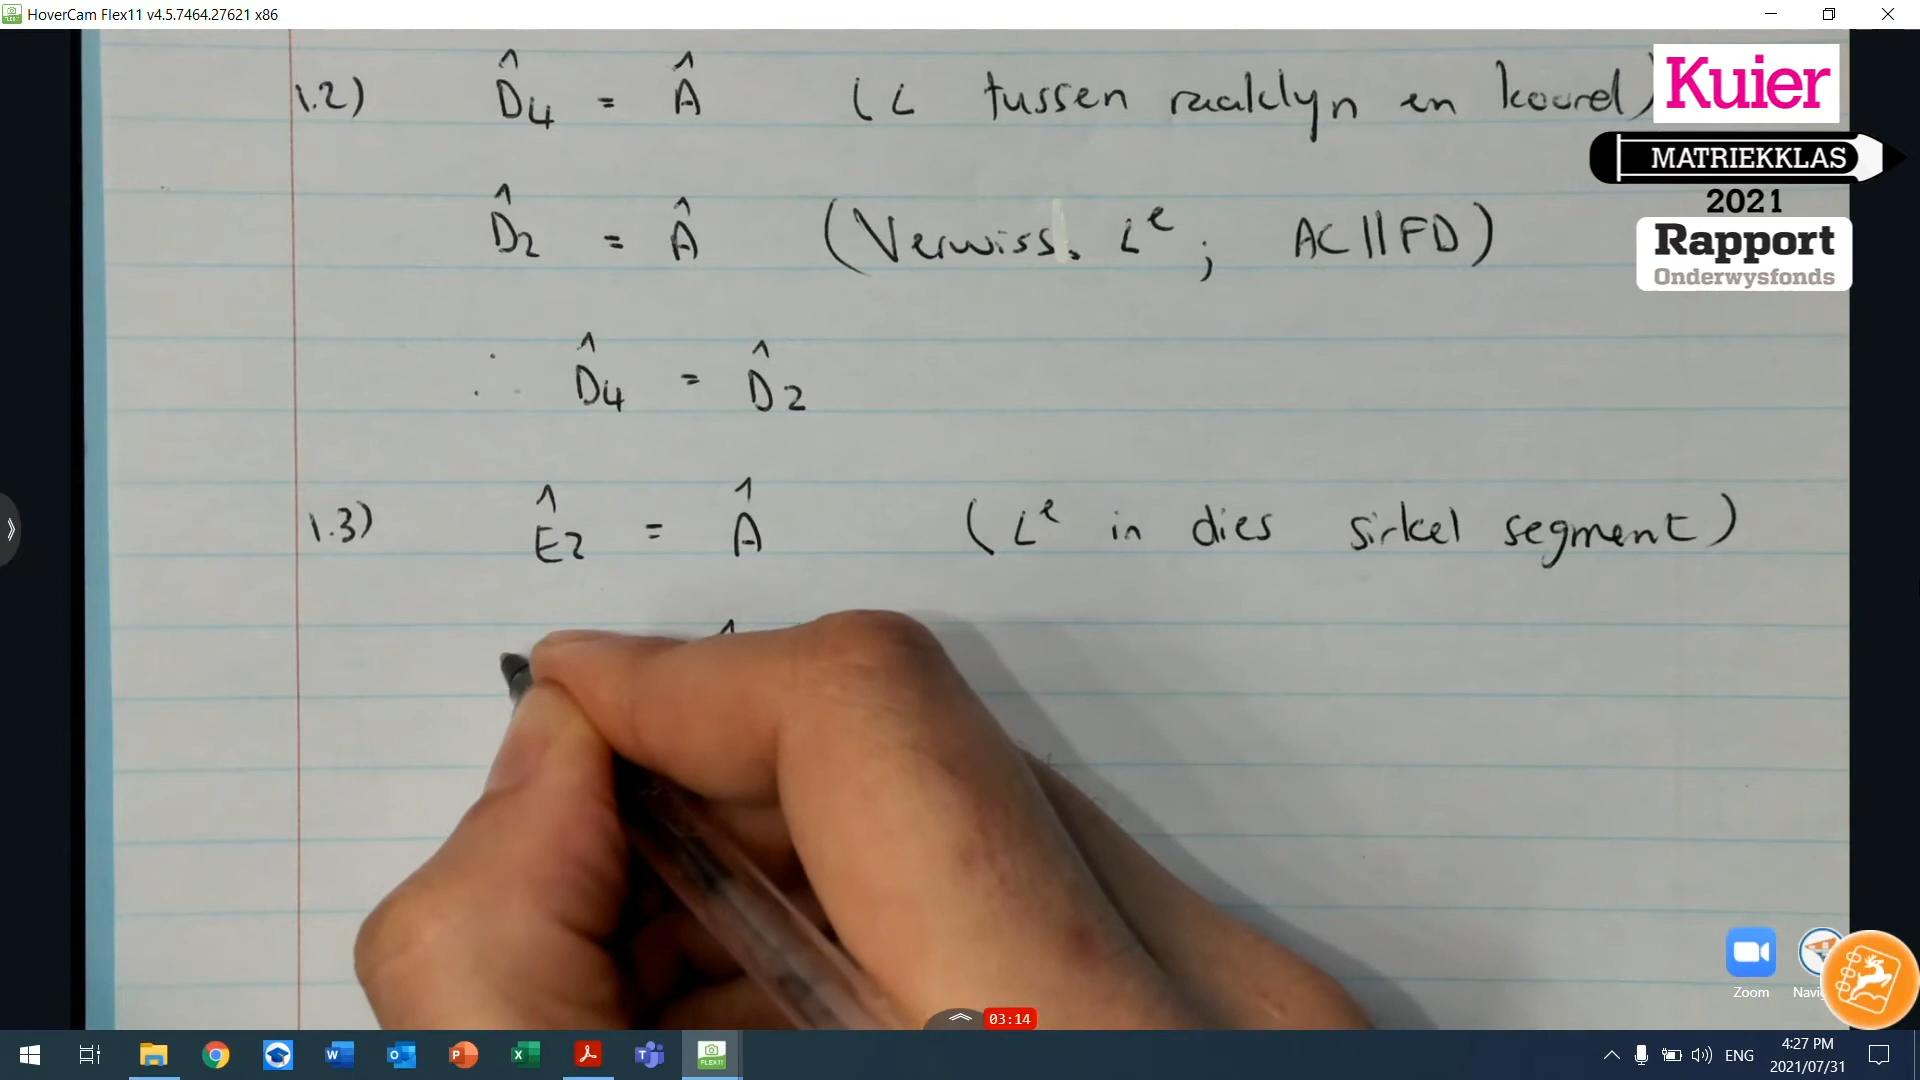 HoverCam Flex11 v4.5.7464.27621 x86
1.2) D̂4 = Â (∠ tussen raaklyn en koord)
D̂2 = Â (Verwiss. ∠e; AC||FD)
∴ D̂4 = D̂2
1.3) Ê2 = Â (∠e in dies sirkel segment)
Kuier
MATRIEKKLAS
2021
Rapport
Onderwysfonds
Zoom
03:14
FLEX11
ENG
4:27 PM
2021/07/31